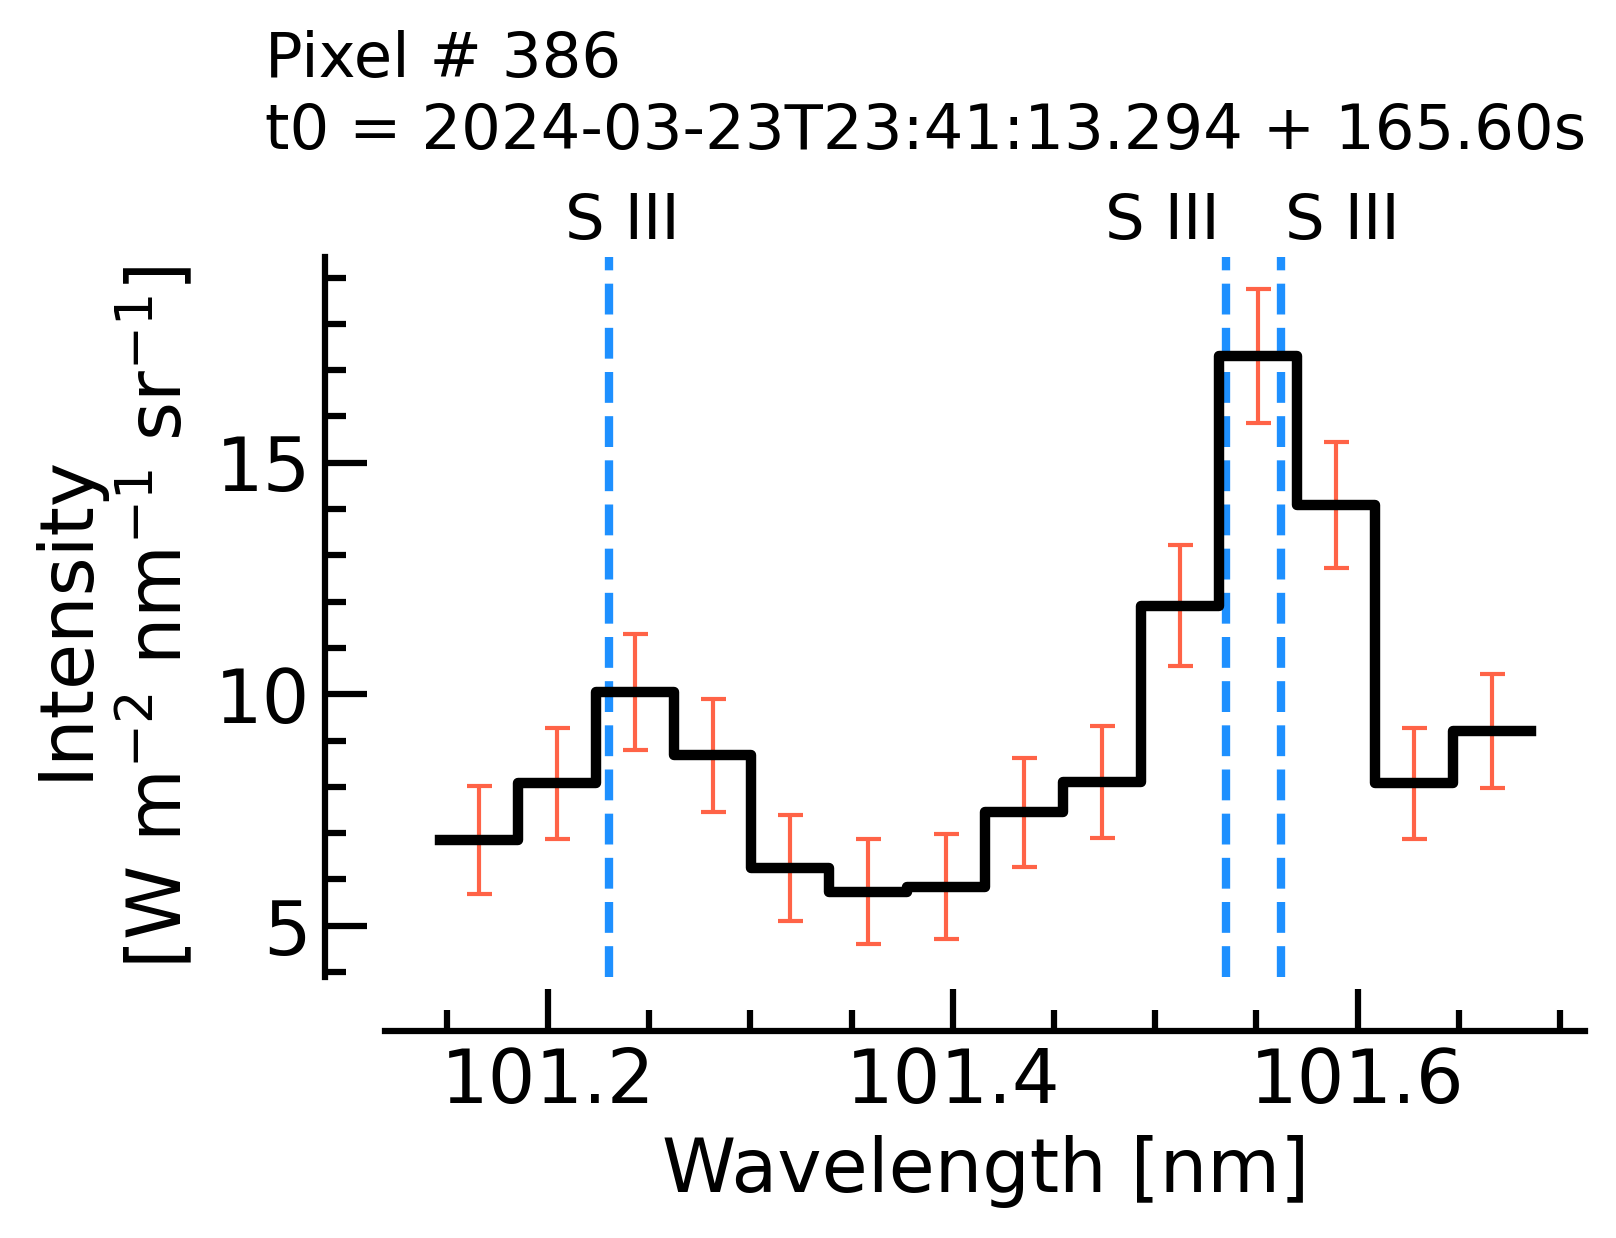 Pixel # 386
t0 = 2024-03-23T23:41:13.294 + 165.60s
S III S III S III
Intensity
[W m⁻² nm⁻¹ sr⁻¹]
15
10
5
101.2 101.4 101.6
Wavelength [nm]